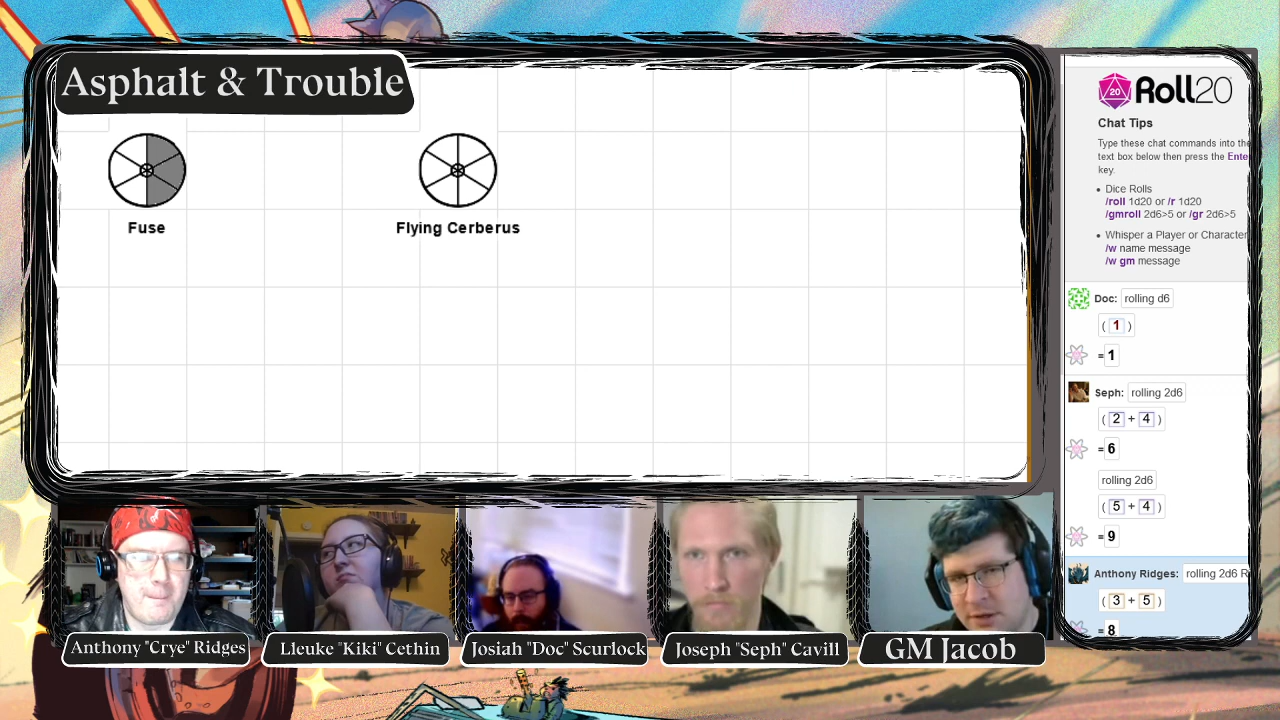 Asphalt & Trouble
Fuse
Flying Cerberus
20
Roll20
Chat Tips
Type these chat commands into the
text box below then press the Ente
key.
• Dice Rolls
/roll 1d20 or /r 1d20
/gmroll 2d6>5 or /gr 2d6>5
• Whisper a Player or Character
/w name message
/w gm message
Doc: rolling d6
( 1 )
= 1
Seph: rolling 2d6
( 2 + 4 )
= 6
rolling 2d6
( 5 + 4 )
= 9
Anthony Ridges: rolling 2d6 R
( 3 + 5 )
= 8
Anthony "Crye" Ridges
Lleuke "Kiki" Cethin
Josiah "Doc" Scurlock
Joseph "Seph" Cavill
GM Jacob